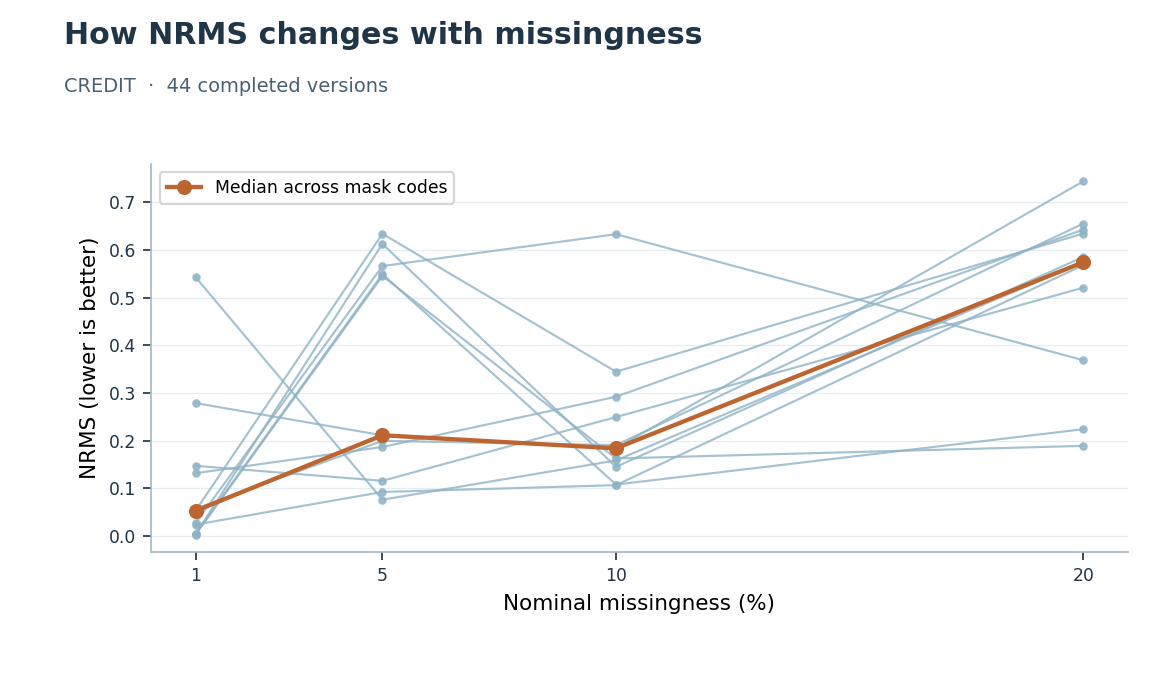 How NRMS changes with missingness
CREDIT · 44 completed versions
Median across mask codes
NRMS (lower is better)
0.7
0.6
0.5
0.4
0.3
0.2
0.1
0.0
1 5 10 20
Nominal missingness (%)